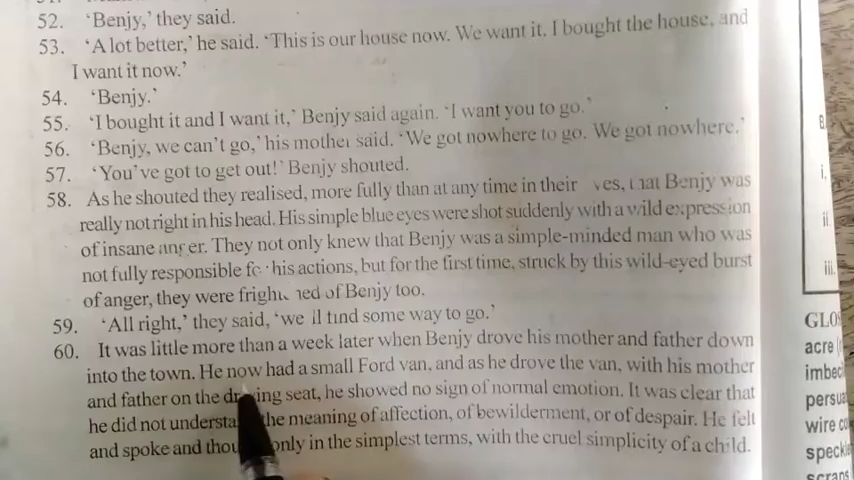 52. 'Benjy,' they said.
53. 'A lot better,' he said. 'This is our house now. We want it. I bought the house, and
I want it now.'
54. 'Benjy.'
55. 'I bought it and I want it,' Benjy said again. 'I want you to go.'
56. 'Benjy, we can't go,' his mother said. 'We got nowhere to go. We got nowhere.'
57. 'You've got to get out!' Benjy shouted.
58. As he shouted they realised, more fully than at any time in their ves, that Benjy was
really not right in his head. His simple blue eyes were shot suddenly with a wild expression
of insane anger. They not only knew that Benjy was a simple-minded man who was
not fully responsible for his actions, but for the first time, struck by this wild-eyed burst
of anger, they were frightened of Benjy too.
59. 'All right,' they said, 'we'll find some way to go.'
60. It was little more than a week later when Benjy drove his mother and father down
into the town. He now had a small Ford van, and as he drove the van, with his mother
and father on the driving seat, he showed no sign of normal emotion. It was clear that
he did not understa the meaning of affection, of bewilderment, or of despair. He felt
and spoke and thou only in the simplest terms, with the cruel simplicity of a child.
8.
i.
ii.
iii.
GLO
acre
imbec
persua
wire co
speckle
scraps